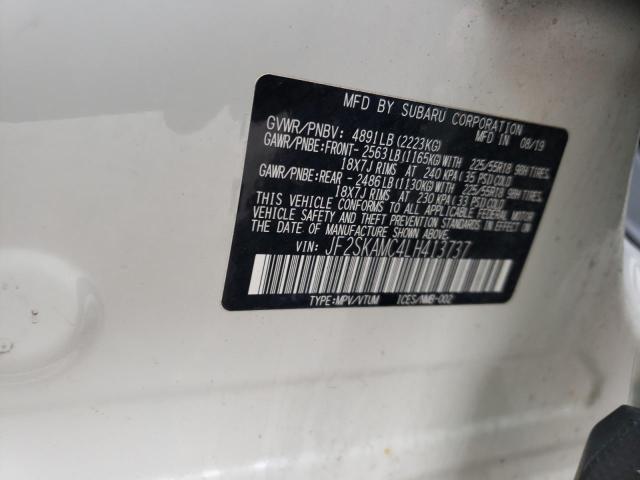 MFD BY SUBARU CORPORATION
GVWR/PNBV: 4891LB(2223KG) MFD IN 08/19
GAWR/PNBE:FRONT- 2563LB(1165KG)WITH 225/55R18 98H TIRES
18X7J RIMS AT 240 KPA(35 PSI)COLD
GAWR/PNBE:REAR - 2486LB(1130KG)WITH 225/55R18 98H TIRES
18X7J RIMS AT 230 KPA(33 PSI)COLD
THIS VEHICLE CONFORMS TO ALL APPLICABLE FEDERAL MOTOR
VEHICLE SAFETY AND THEFT PREVENTION STANDARDS IN EFFECT ON
THE DATE OF MANUFACTURE SHOWN ABOVE.
VIN: JF2SKAMC4LH413737
TYPE:MPV/VTUM ICES/NMB-002